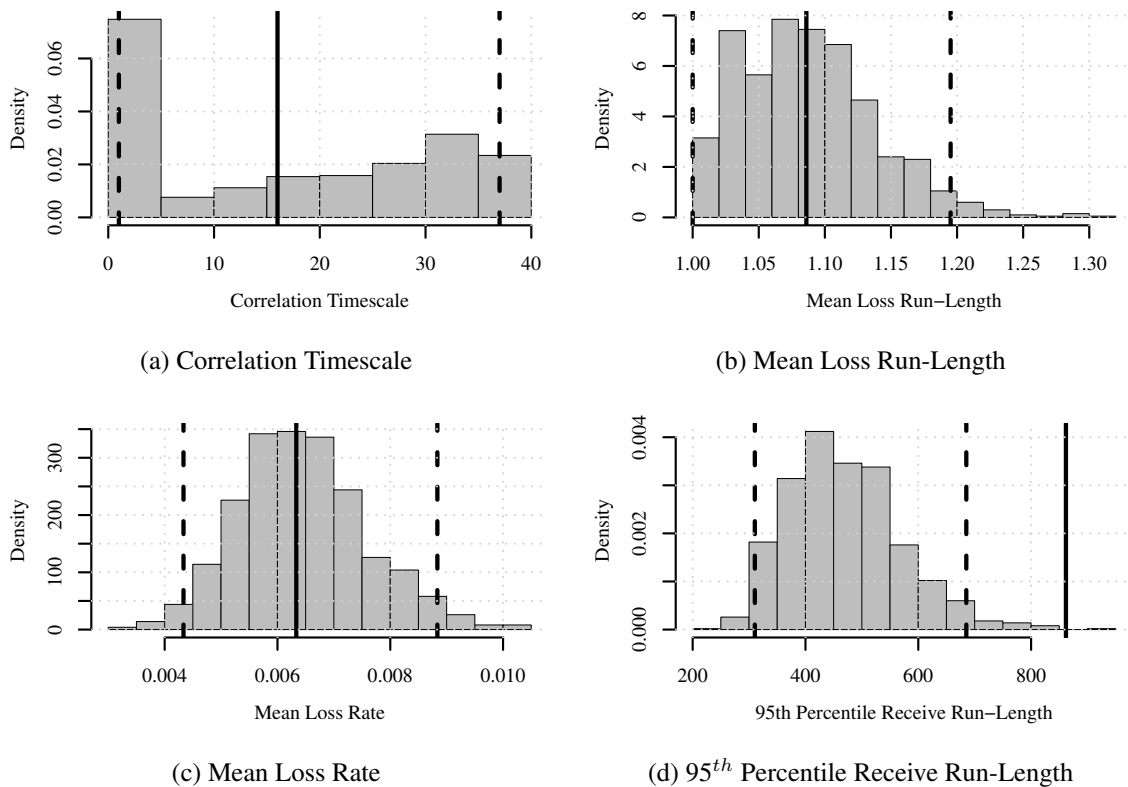 Density
0.00 0.02 0.04 0.06
0 10 20 30 40
Correlation Timescale
(a) Correlation Timescale
Density
0 2 4 6 8
1.00 1.05 1.10 1.15 1.20 1.25 1.30
Mean Loss Run−Length
(b) Mean Loss Run-Length
Density
0 100 300
0.004 0.006 0.008 0.010
Mean Loss Rate
(c) Mean Loss Rate
Density
0.000 0.002 0.004
200 400 600 800
95th Percentile Receive Run−Length
(d) 95th Percentile Receive Run-Length